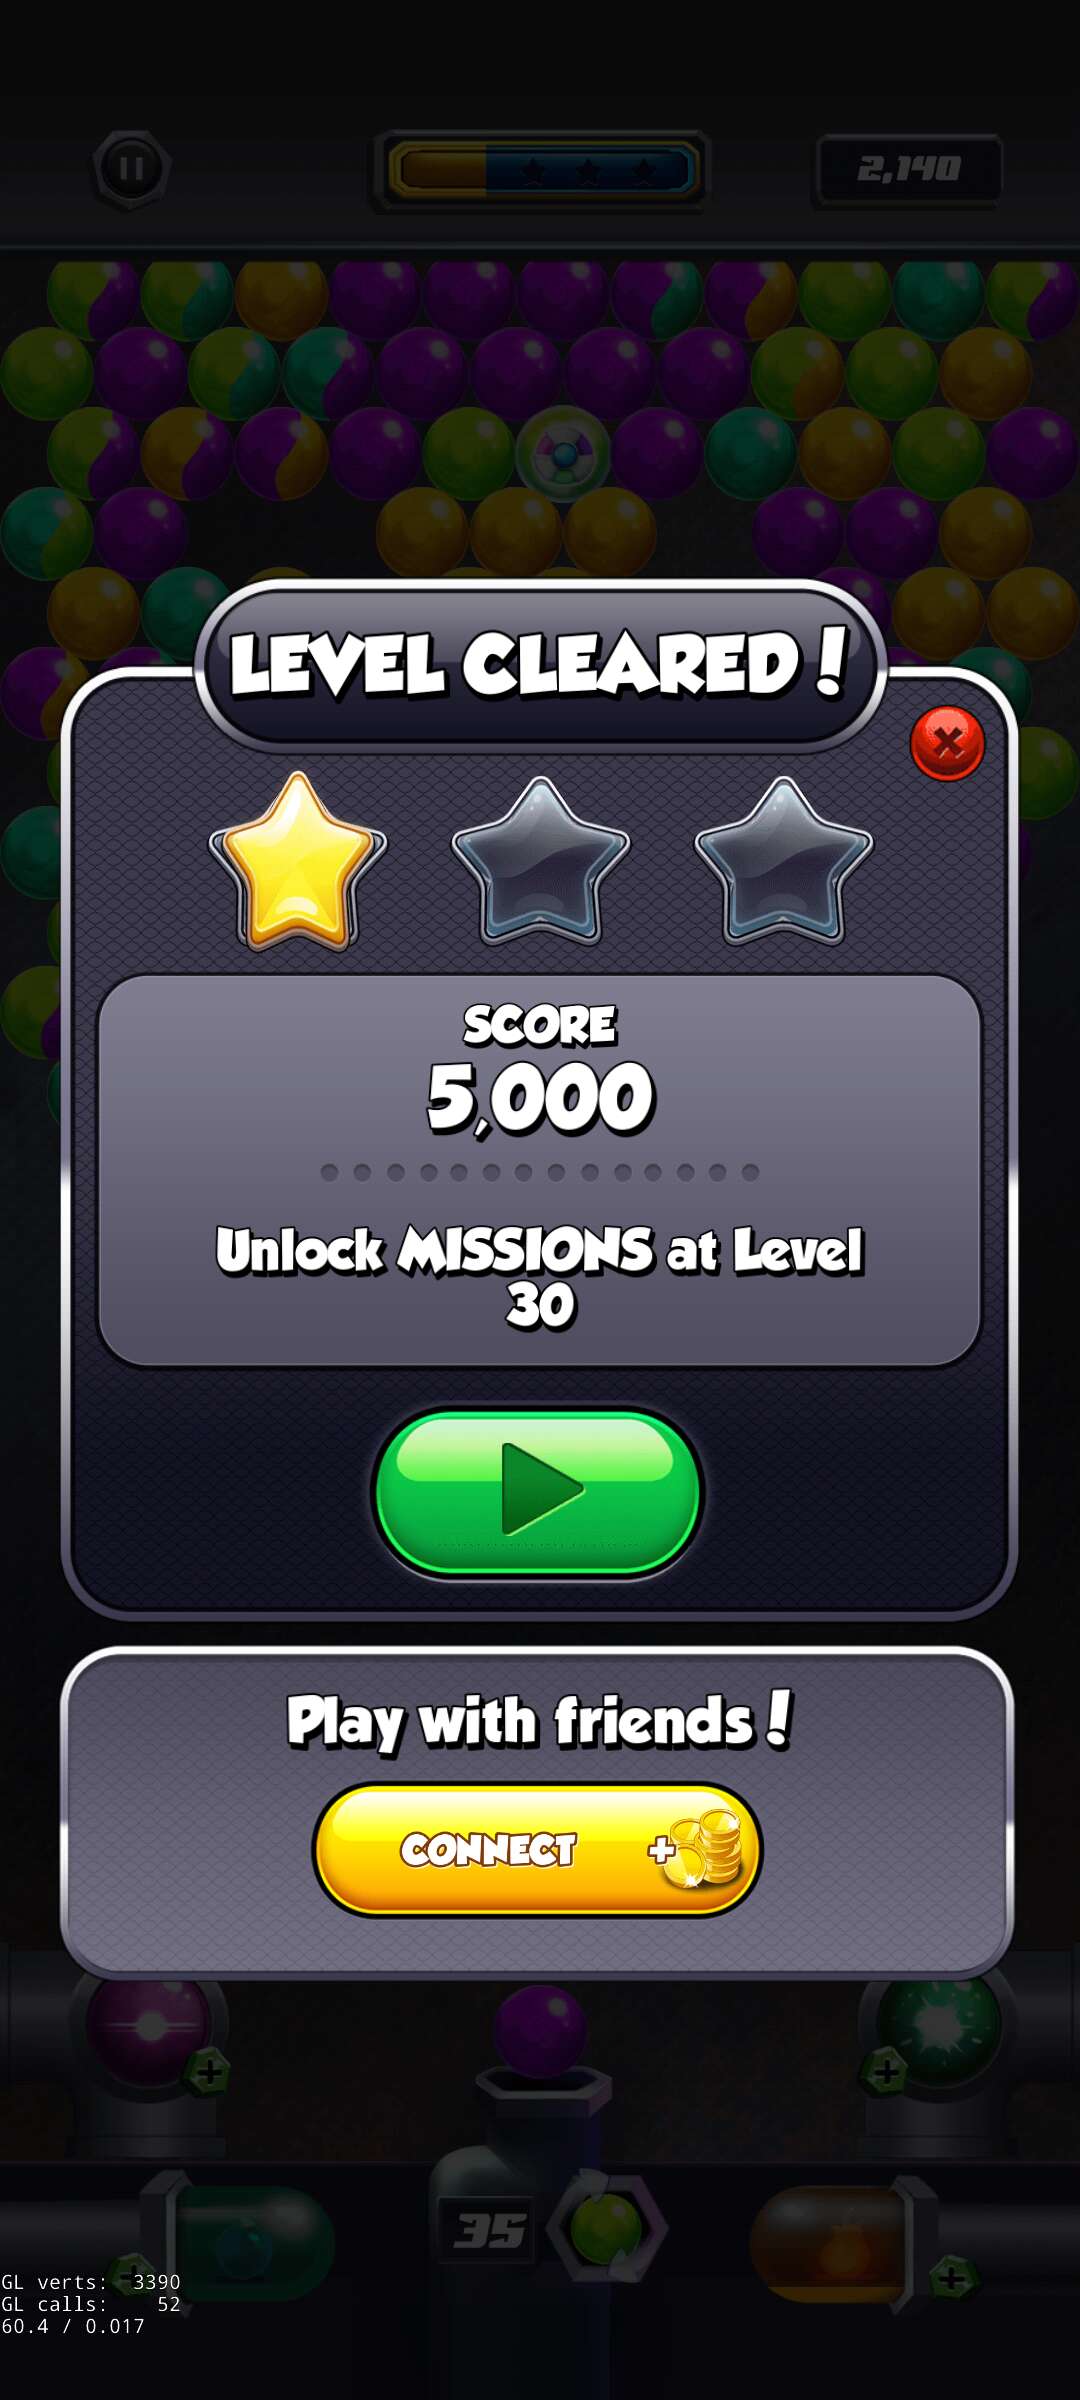 2,140
LEVEL CLEARED!
SCORE
5,000
Unlock MISSIONS at Level
30
Play with friends!
CONNECT +
35
GL verts: 3390
GL calls: 52
60.4 / 0.017